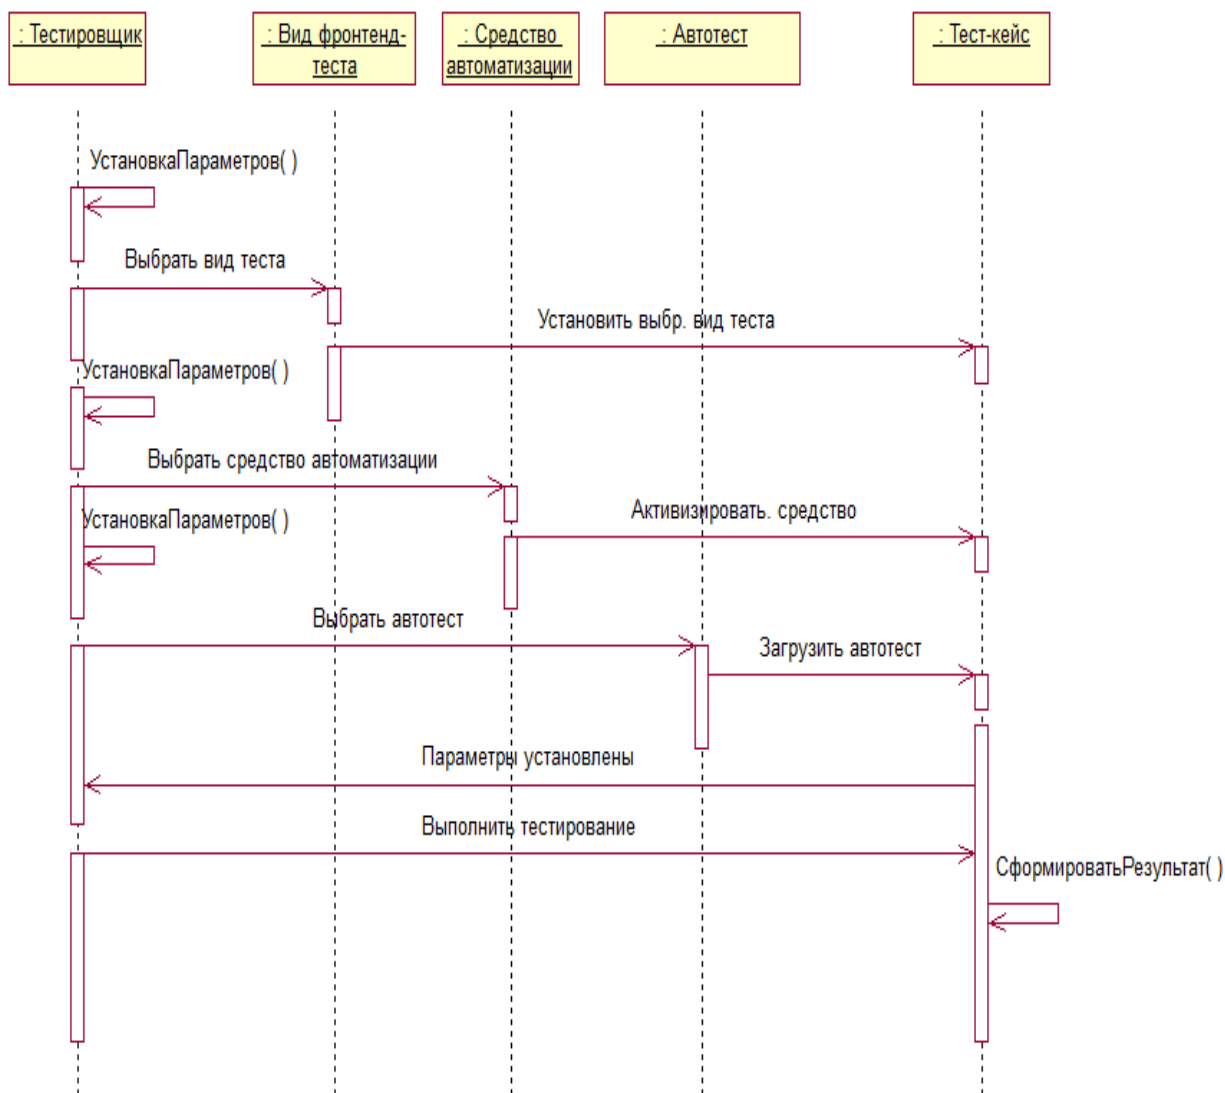 : Тестировщик
: Вид фронтенд-
теста
: Средство
автоматизации
: Автотест
: Тест-кейс
УстановкаПараметров( )
Выбрать вид теста
Установить выбр. вид теста
УстановкаПараметров( )
Выбрать средство автоматизации
Активизировать. средство
УстановкаПараметров( )
Выбрать автотест
Загрузить автотест
Параметры установлены
Выполнить тестирование
СформироватьРезультат( )